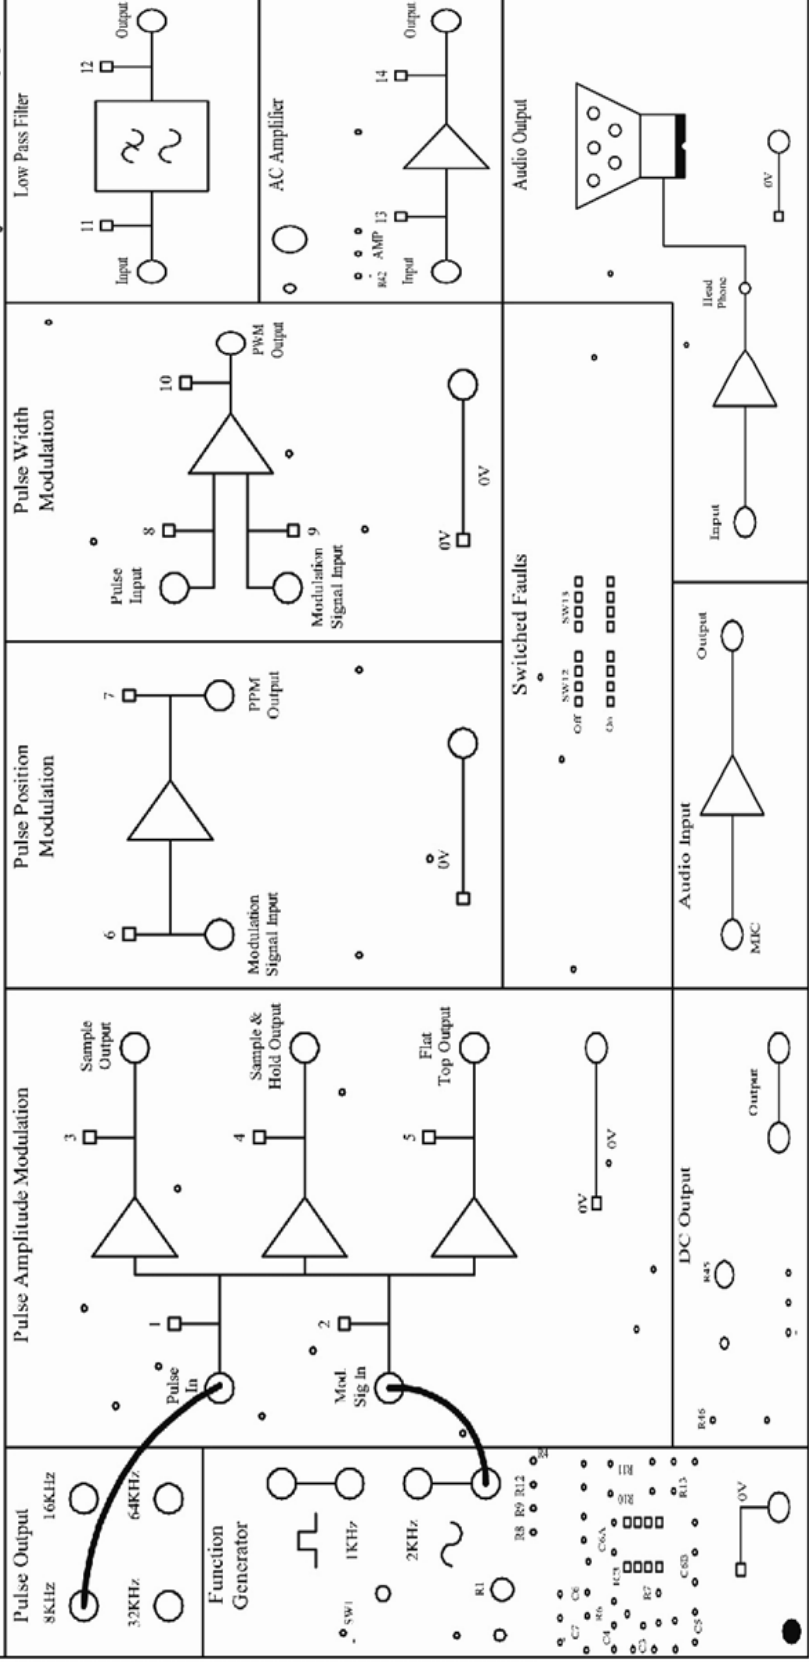 Pulse Output
8KHz
16KHz
32KHz
64KHz
Function
Generator
1KHz
2KHz
SW1
R1
R8
R9
R12
R4
C7
C6
R6
C4
C3
R7
C5
IC3
C6A
C6B
R10
R11
R13
0V
Pulse Amplitude Modulation
Pulse
In
1
Mod.
Sig In
2
3
Sample
Output
4
Sample &
Hold Output
5
Flat
Top Output
0V
0V
DC Output
R46
R45
Output
Pulse Position
Modulation
6
Modulation
Signal Input
7
PPM
Output
0V
Pulse Width
Modulation
Pulse
Input
8
9
Modulation
Signal Input
10
PWM
Output
0V
0V
Switched Faults
SW12
SW13
Off
On
Audio Input
MIC
Output
Low Pass Filter
11
Input
12
Output
AC Amplifier
R42
AMP
13
Input
14
Output
Audio Output
Input
Head
Phone
0V